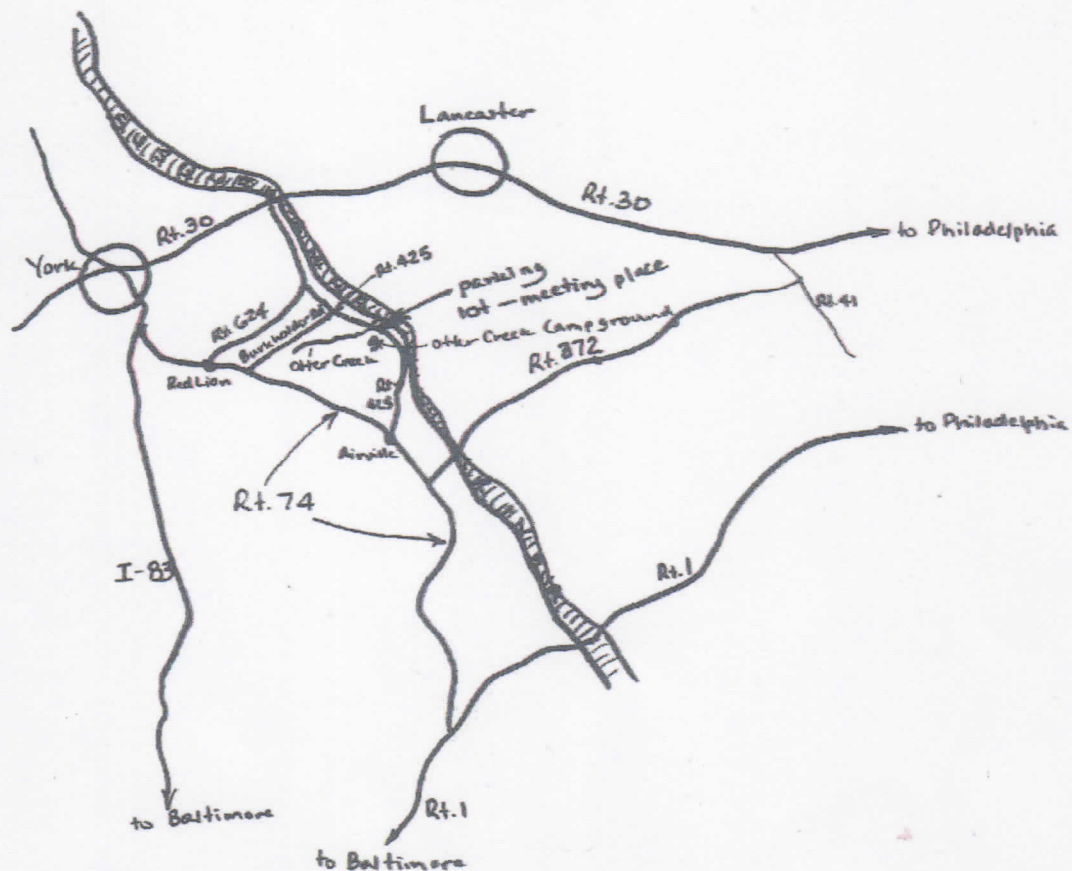 Lancaster
Rt. 30
Rt. 30
to Philadelphia
York
Rt. 425
parking
lot — meeting place
Rt. 624
Burkholder Rd.
Otter Creek
Otter Creek Campground
Rt. 41
Rt. 372
Red Lion
Rt.
425
Airville
to Philadelphia
Rt. 74
I-83
Rt. 1
to Baltimore
Rt. 1
to Baltimore